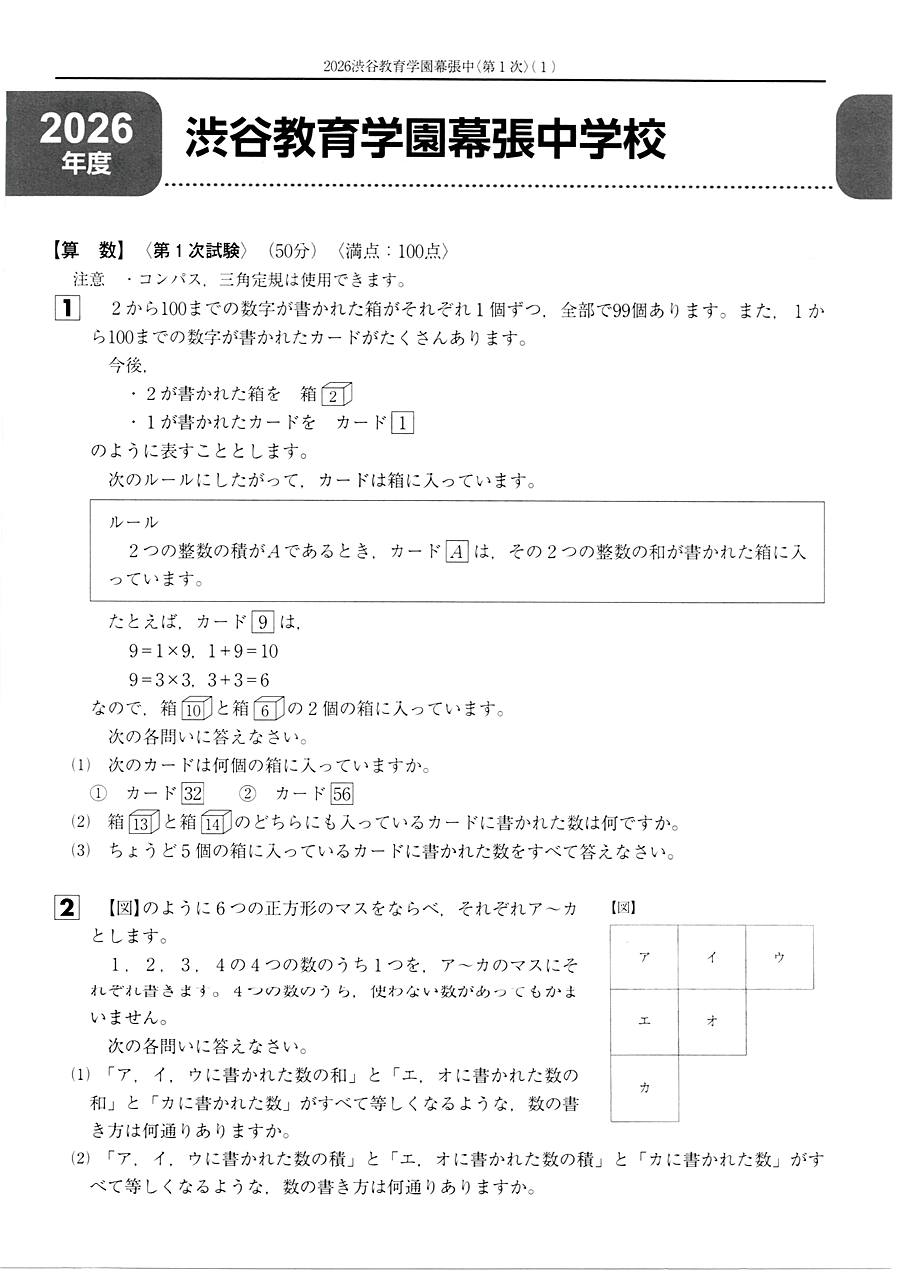 2026渋谷教育学園幕張中〈第1次〉(1)
2026
年度
渋谷教育学園幕張中学校
【算 数】〈第1次試験〉(50分)〈満点：100点〉
注意 ・コンパス，三角定規は使用できます。
1 2から100までの数字が書かれた箱がそれぞれ1個ずつ，全部で99個あります。また，1か
ら100までの数字が書かれたカードがたくさんあります。
今後，
・2が書かれた箱を 箱2
・1が書かれたカードを カード1
のように表すこととします。
次のルールにしたがって，カードは箱に入っています。
ルール
2つの整数の積がAであるとき，カードAは，その2つの整数の和が書かれた箱に入
っています。
たとえば，カード9は，
9=1×9，1+9=10
9=3×3，3+3=6
なので，箱10と箱6の2個の箱に入っています。
次の各問いに答えなさい。
(1) 次のカードは何個の箱に入っていますか。
① カード32 ② カード56
(2) 箱13と箱14のどちらにも入っているカードに書かれた数は何ですか。
(3) ちょうど5個の箱に入っているカードに書かれた数をすべて答えなさい。
2 【図】のように6つの正方形のマスをならべ，それぞれア～カ
とします。
1，2，3，4の4つの数のうち1つを，ア～カのマスにそ
れぞれ書きます。4つの数のうち，使わない数があってもかま
いません。
次の各問いに答えなさい。
(1) 「ア，イ，ウに書かれた数の和」と「エ，オに書かれた数の
和」と「カに書かれた数」がすべて等しくなるような，数の書
き方は何通りありますか。
(2) 「ア，イ，ウに書かれた数の積」と「エ，オに書かれた数の積」と「カに書かれた数」がす
べて等しくなるような，数の書き方は何通りありますか。
【図】
ア イ ウ
エ オ
カ